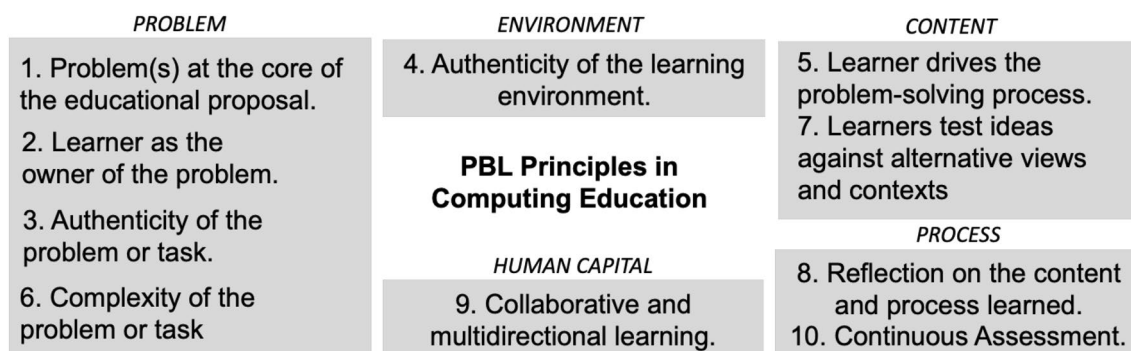 PROBLEM
1. Problem(s) at the core of
the educational proposal.
2. Learner as the
owner of the problem.
3. Authenticity of the
problem or task.
6. Complexity of the
problem or task
ENVIRONMENT
4. Authenticity of the learning
environment.
PBL Principles in
Computing Education
HUMAN CAPITAL
9. Collaborative and
multidirectional learning.
CONTENT
5. Learner drives the
problem-solving process.
7. Learners test ideas
against alternative views
and contexts
PROCESS
8. Reflection on the content
and process learned.
10. Continuous Assessment.